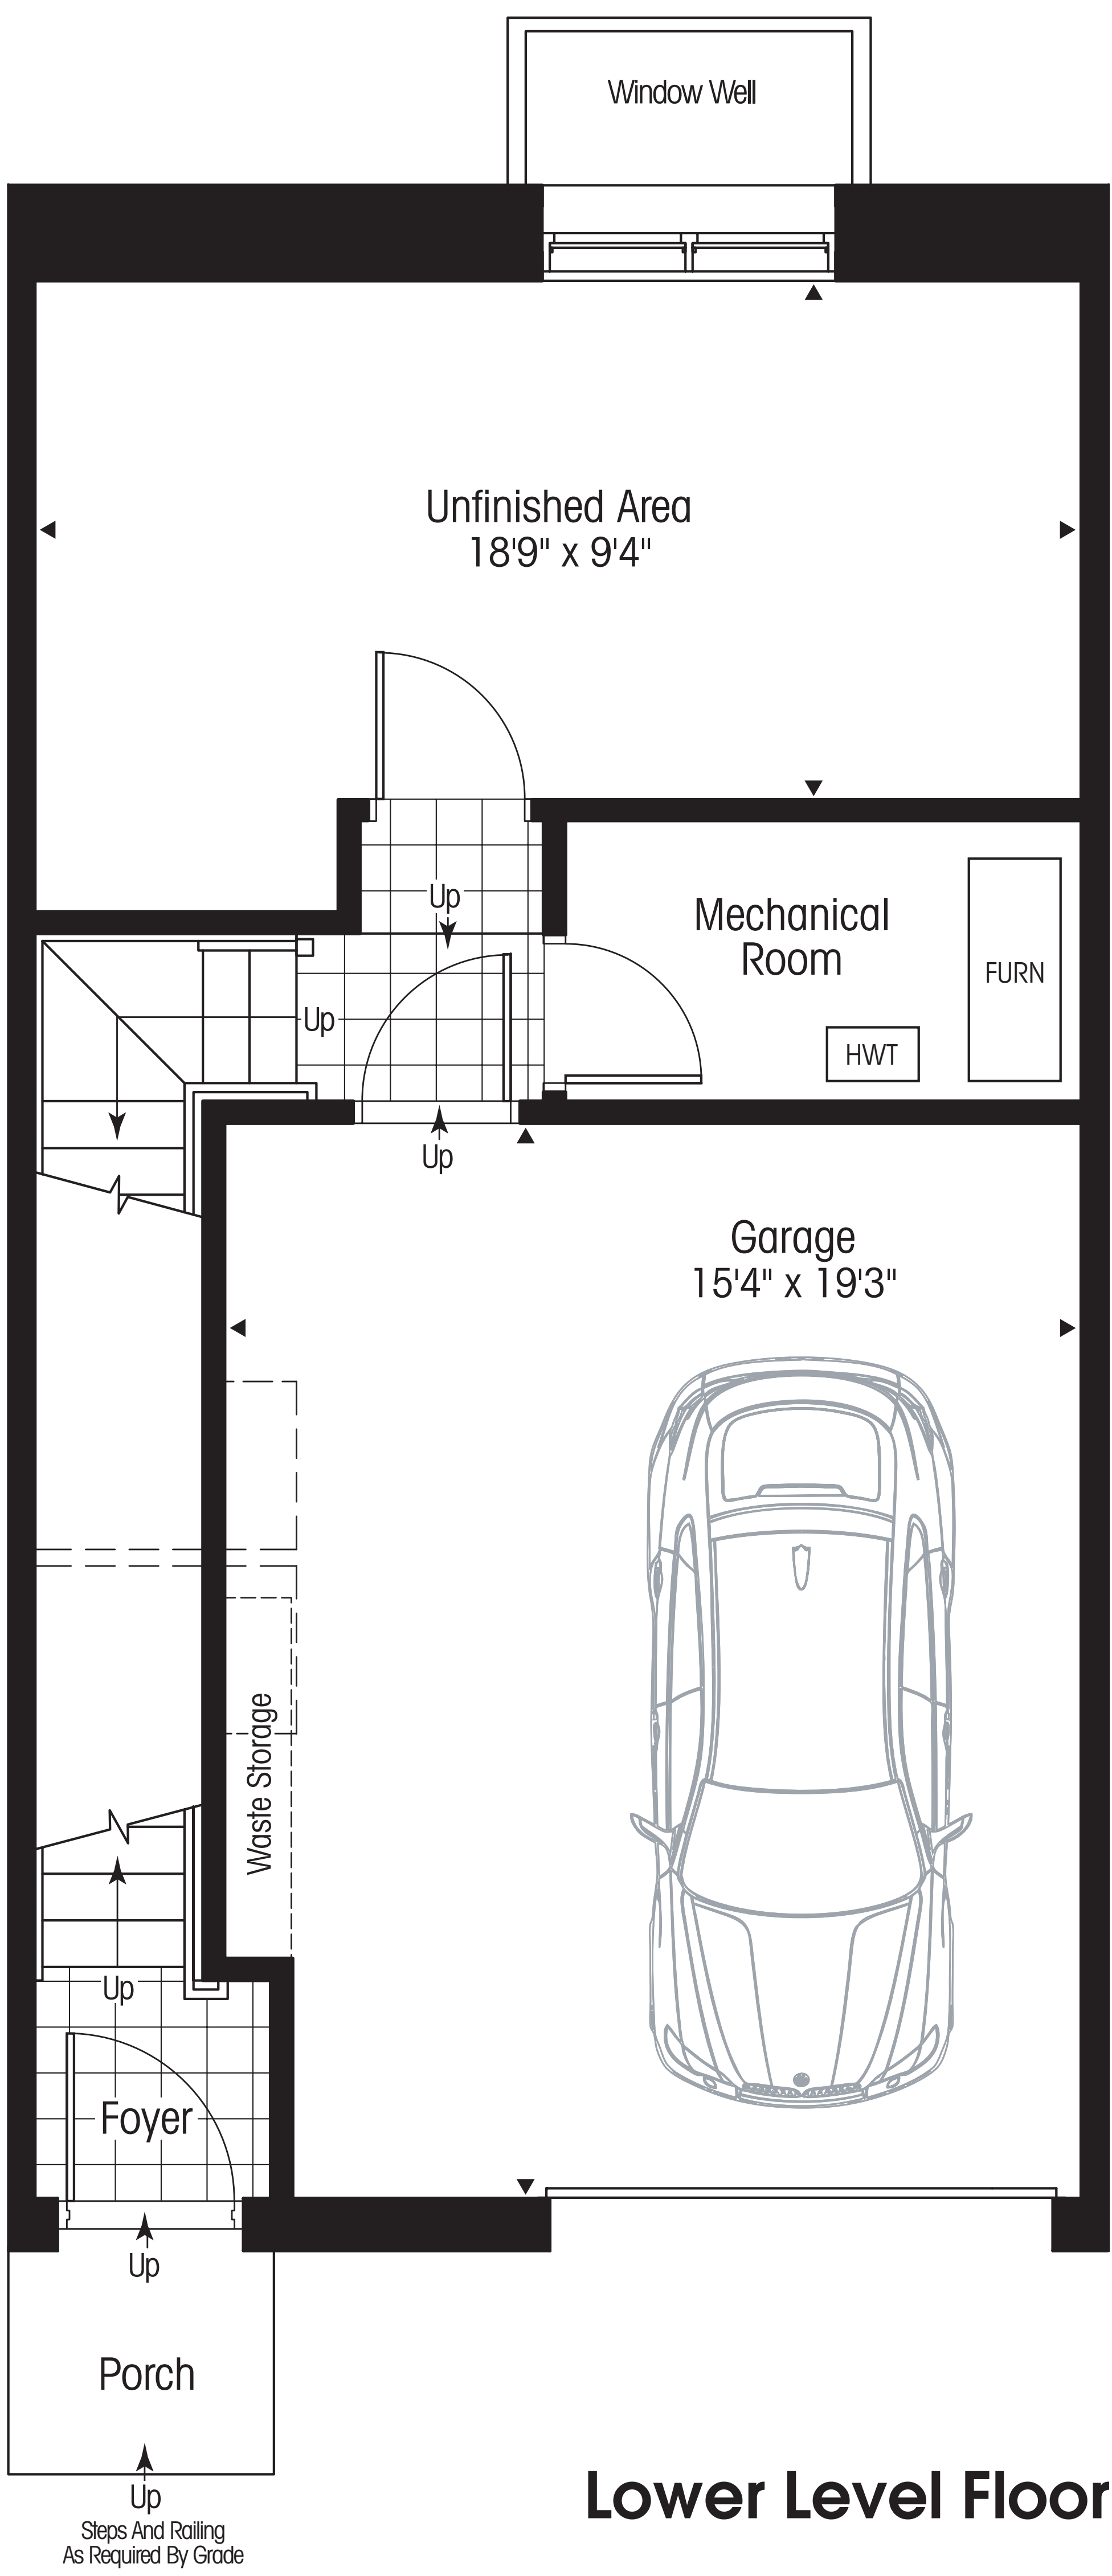 Window Well
Unfinished Area
18'9" x 9'4"
Up
Mechanical
Room
FURN
Up
HWT
Up
Garage
15'4" x 19'3"
Waste Storage
Up
Foyer
Up
Porch
Up
Steps And Railing
As Required By Grade
Lower Level Floor